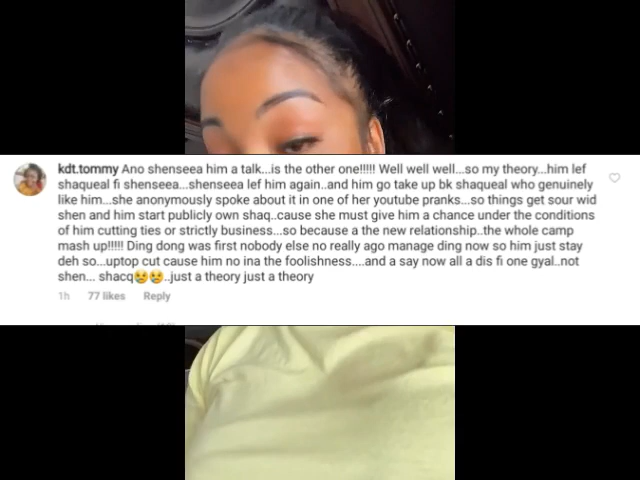 kdt.tommy Ano shenseea him a talk...is the other one!!!!! Well well well...so my theory...him lef
shaqueal fi shenseea...shenseea lef him again..and him go take up bk shaqueal who genuinely
like him...she anonymously spoke about it in one of her youtube pranks...so things get sour wid
shen and him start publicly own shaq..cause she must give him a chance under the conditions
of him cutting ties or strictly business...so because a the new relationship..the whole camp
mash up!!!!! Ding dong was first nobody else no really ago manage ding now so him just stay
deh so...uptop cut cause him no ina the foolishness....and a say now all a dis fi one gyal..not
shen... shacq😢😢..just a theory just a theory
1h 77 likes Reply